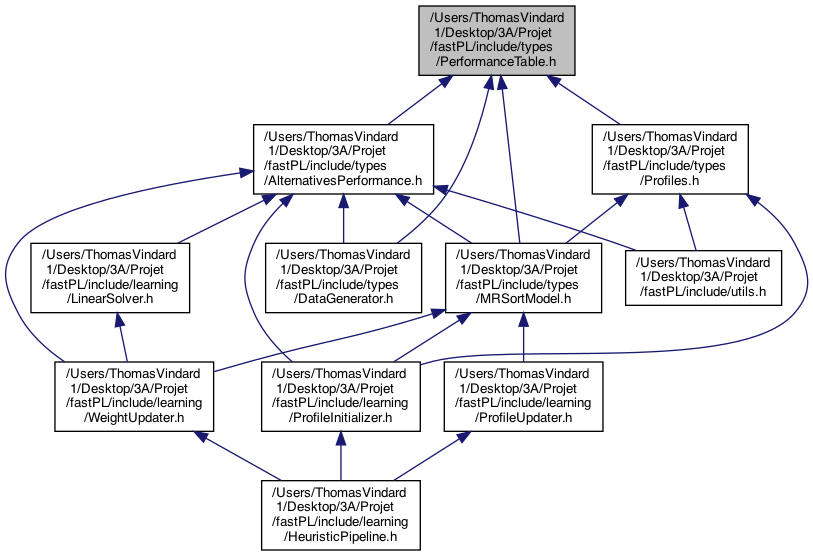 /Users/ThomasVindard
1/Desktop/3A/Projet
/fastPL/include/types
/PerformanceTable.h
/Users/ThomasVindard
1/Desktop/3A/Projet
/fastPL/include/types
/AlternativesPerformance.h
/Users/ThomasVindard
1/Desktop/3A/Projet
/fastPL/include/types
/Profiles.h
/Users/ThomasVindard
1/Desktop/3A/Projet
/fastPL/include/learning
/LinearSolver.h
/Users/ThomasVindard
1/Desktop/3A/Projet
/fastPL/include/types
/DataGenerator.h
/Users/ThomasVindard
1/Desktop/3A/Projet
/fastPL/include/types
/MRSortModel.h
/Users/ThomasVindard
1/Desktop/3A/Projet
/fastPL/include/utils.h
/Users/ThomasVindard
1/Desktop/3A/Projet
/fastPL/include/learning
/WeightUpdater.h
/Users/ThomasVindard
1/Desktop/3A/Projet
/fastPL/include/learning
/ProfileInitializer.h
/Users/ThomasVindard
1/Desktop/3A/Projet
/fastPL/include/learning
/ProfileUpdater.h
/Users/ThomasVindard
1/Desktop/3A/Projet
/fastPL/include/learning
/HeuristicPipeline.h